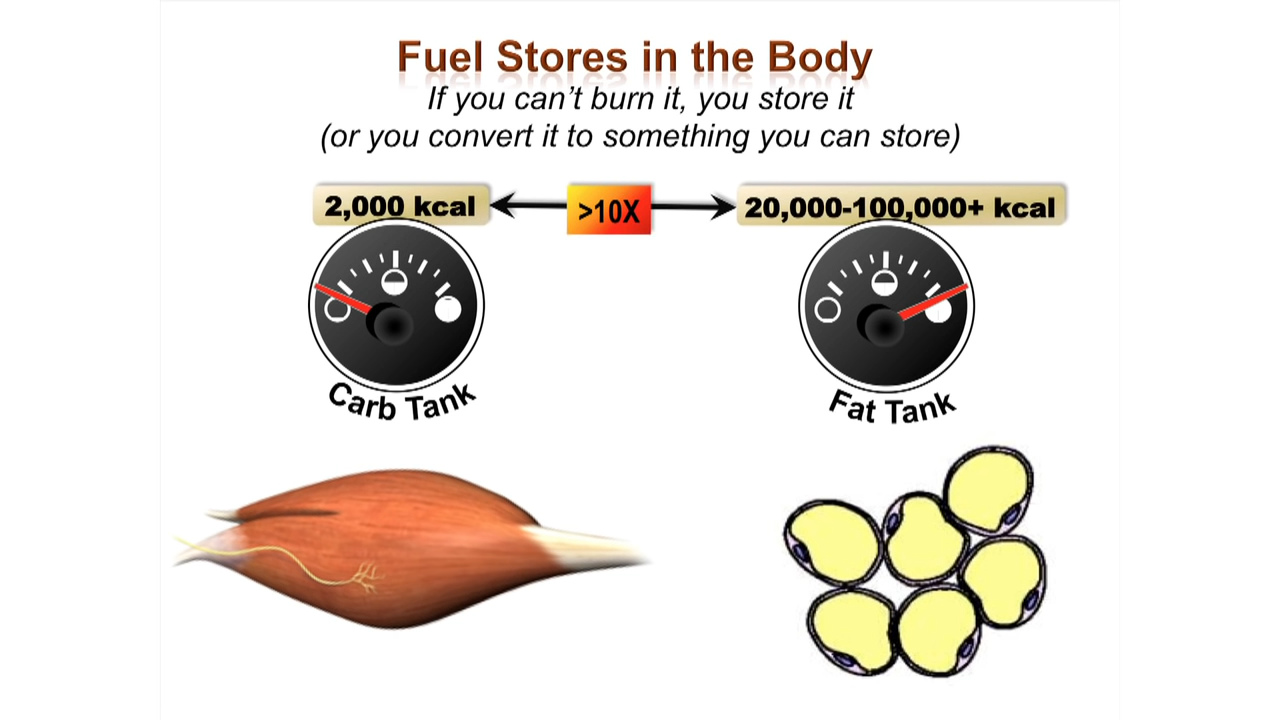 Fuel Stores in the Body
If you can't burn it, you store it
(or you convert it to something you can store)
2,000 kcal
>10X
20,000-100,000+ kcal
Carb Tank
Fat Tank